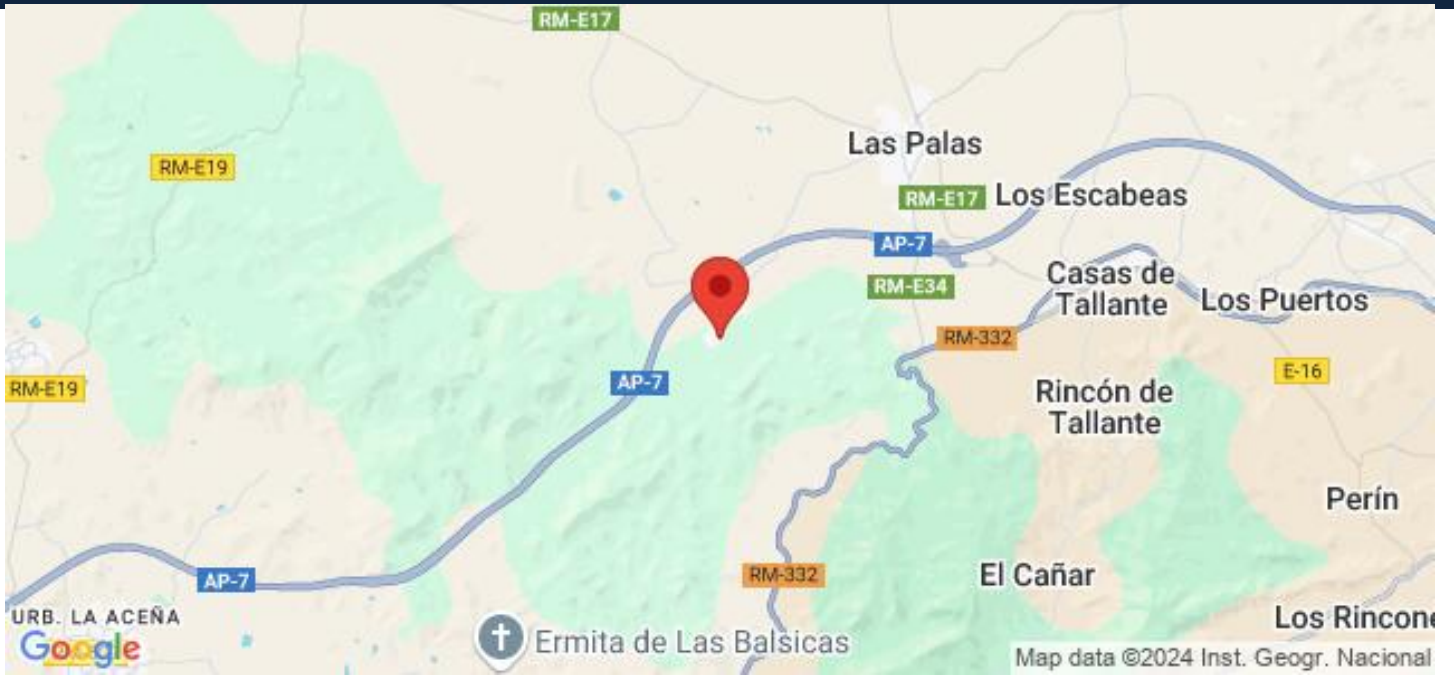 RM-E17
Las Palas
RM-E19
RM-E17
Los Escabeas
AP-7
Casas de
Tallante
RM-E34
Los Puertos
RM-332
E-16
AP-7
RM-E19
Rincón de
Tallante
Perín
AP-7
RM-332
El Cañar
URB. LA ACEÑA
Los Rincone
Google
Ermita de Las Balsicas
Map data ©2024 Inst. Geogr. Nacional